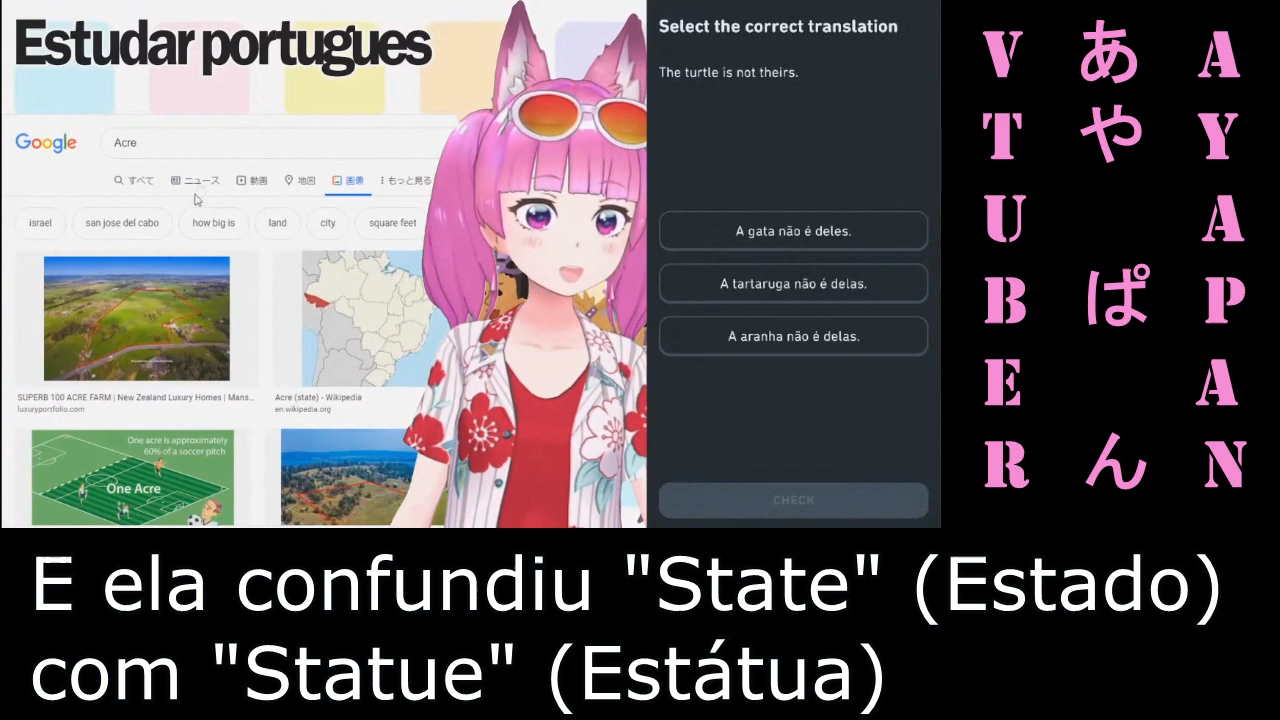 Estudar portugues
Google
Acre
すべて ニュース 動画 地図 画像 もっと見る
israel san jose del cabo how big is land city square feet
SUPERB 100 ACRE FARM | New Zealand Luxury Homes | Mans...
luxuryportfolio.com
Acre (state) - Wikipedia
en.wikipedia.org
One acre is approximately
60% of a soccer pitch
One Acre
Select the correct translation
The turtle is not theirs.
A gata não é deles.
A tartaruga não é delas.
A aranha não é delas.
CHECK
VTUBER
あやぱん
AYAPAN
E ela confundiu "State" (Estado)
com "Statue" (Estátua)